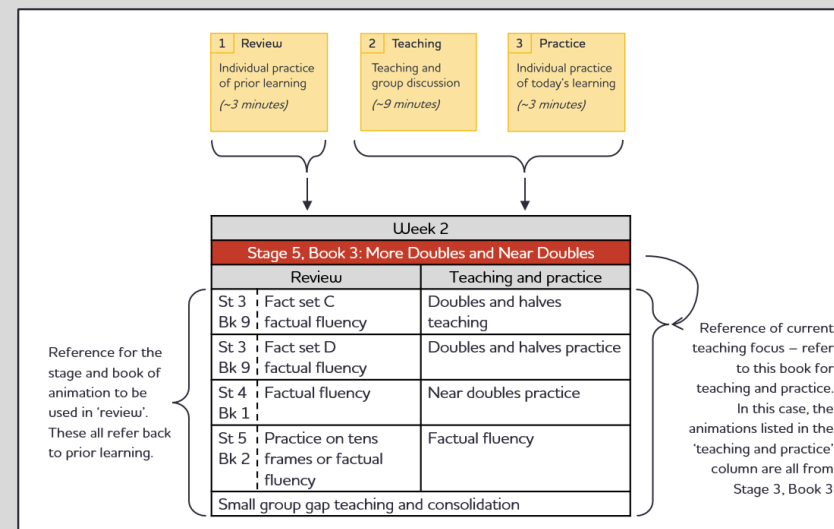 1 Review
Individual practice
of prior learning
(~3 minutes)
2 Teaching
Teaching and
group discussion
(~9 minutes)
3 Practice
Individual practice
of today's learning
(~3 minutes)
Week 2
Stage 5, Book 3: More Doubles and Near Doubles
Review
Teaching and practice
St 3 Fact set C
Bk 9 factual fluency
Doubles and halves
teaching
St 3 Fact set D
Bk 9 factual fluency
Doubles and halves practice
St 4 Factual fluency
Bk 1
Near doubles practice
St 5 Practice on tens
Bk 2 frames or factual
fluency
Factual fluency
Small group gap teaching and consolidation
Reference for the
stage and book of
animation to be
used in 'review'.
These all refer back
to prior learning.
Reference of current
teaching focus – refer
to this book for
teaching and practice.
In this case, the
animations listed in the
'teaching and practice'
column are all from
Stage 3, Book 3